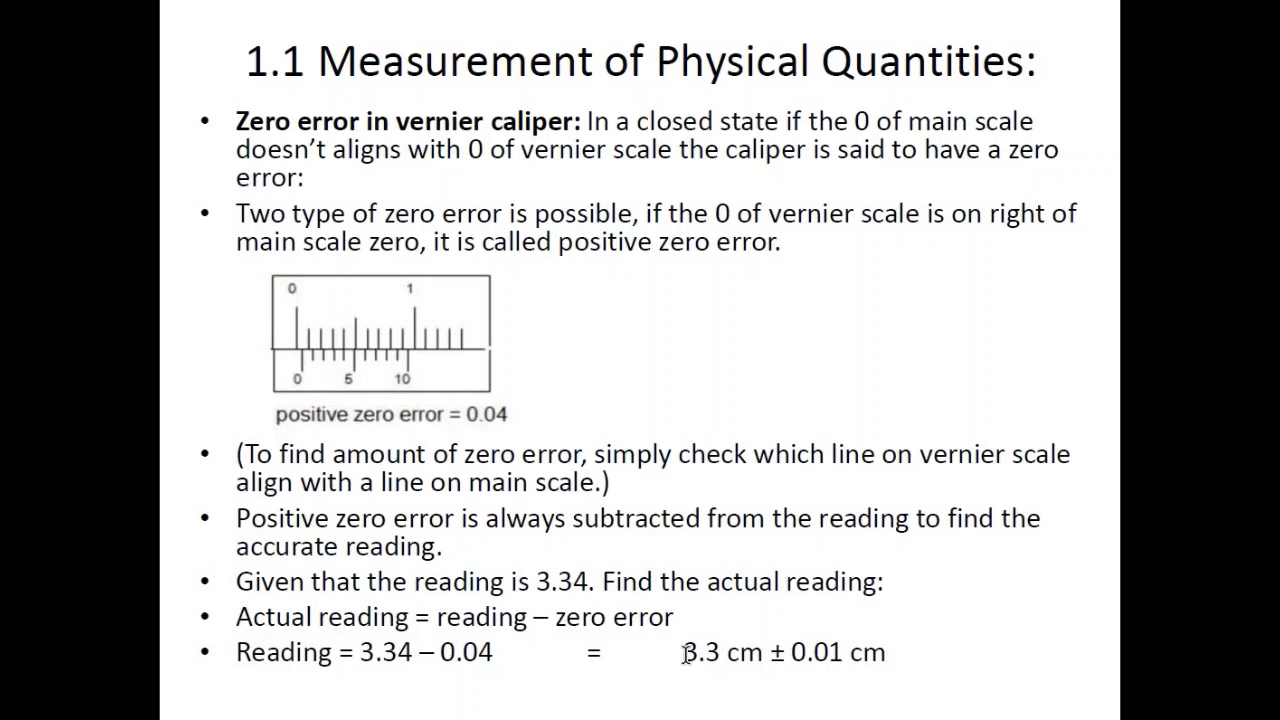 1.1 Measurement of Physical Quantities:
• Zero error in vernier caliper: In a closed state if the 0 of main scale
doesn’t aligns with 0 of vernier scale the caliper is said to have a zero
error:
• Two type of zero error is possible, if the 0 of vernier scale is on right of
main scale zero, it is called positive zero error.
0 1
0 5 10
positive zero error = 0.04
• (To find amount of zero error, simply check which line on vernier scale
align with a line on main scale.)
• Positive zero error is always subtracted from the reading to find the
accurate reading.
• Given that the reading is 3.34. Find the actual reading:
• Actual reading = reading – zero error
• Reading = 3.34 – 0.04 = 3.3 cm ± 0.01 cm